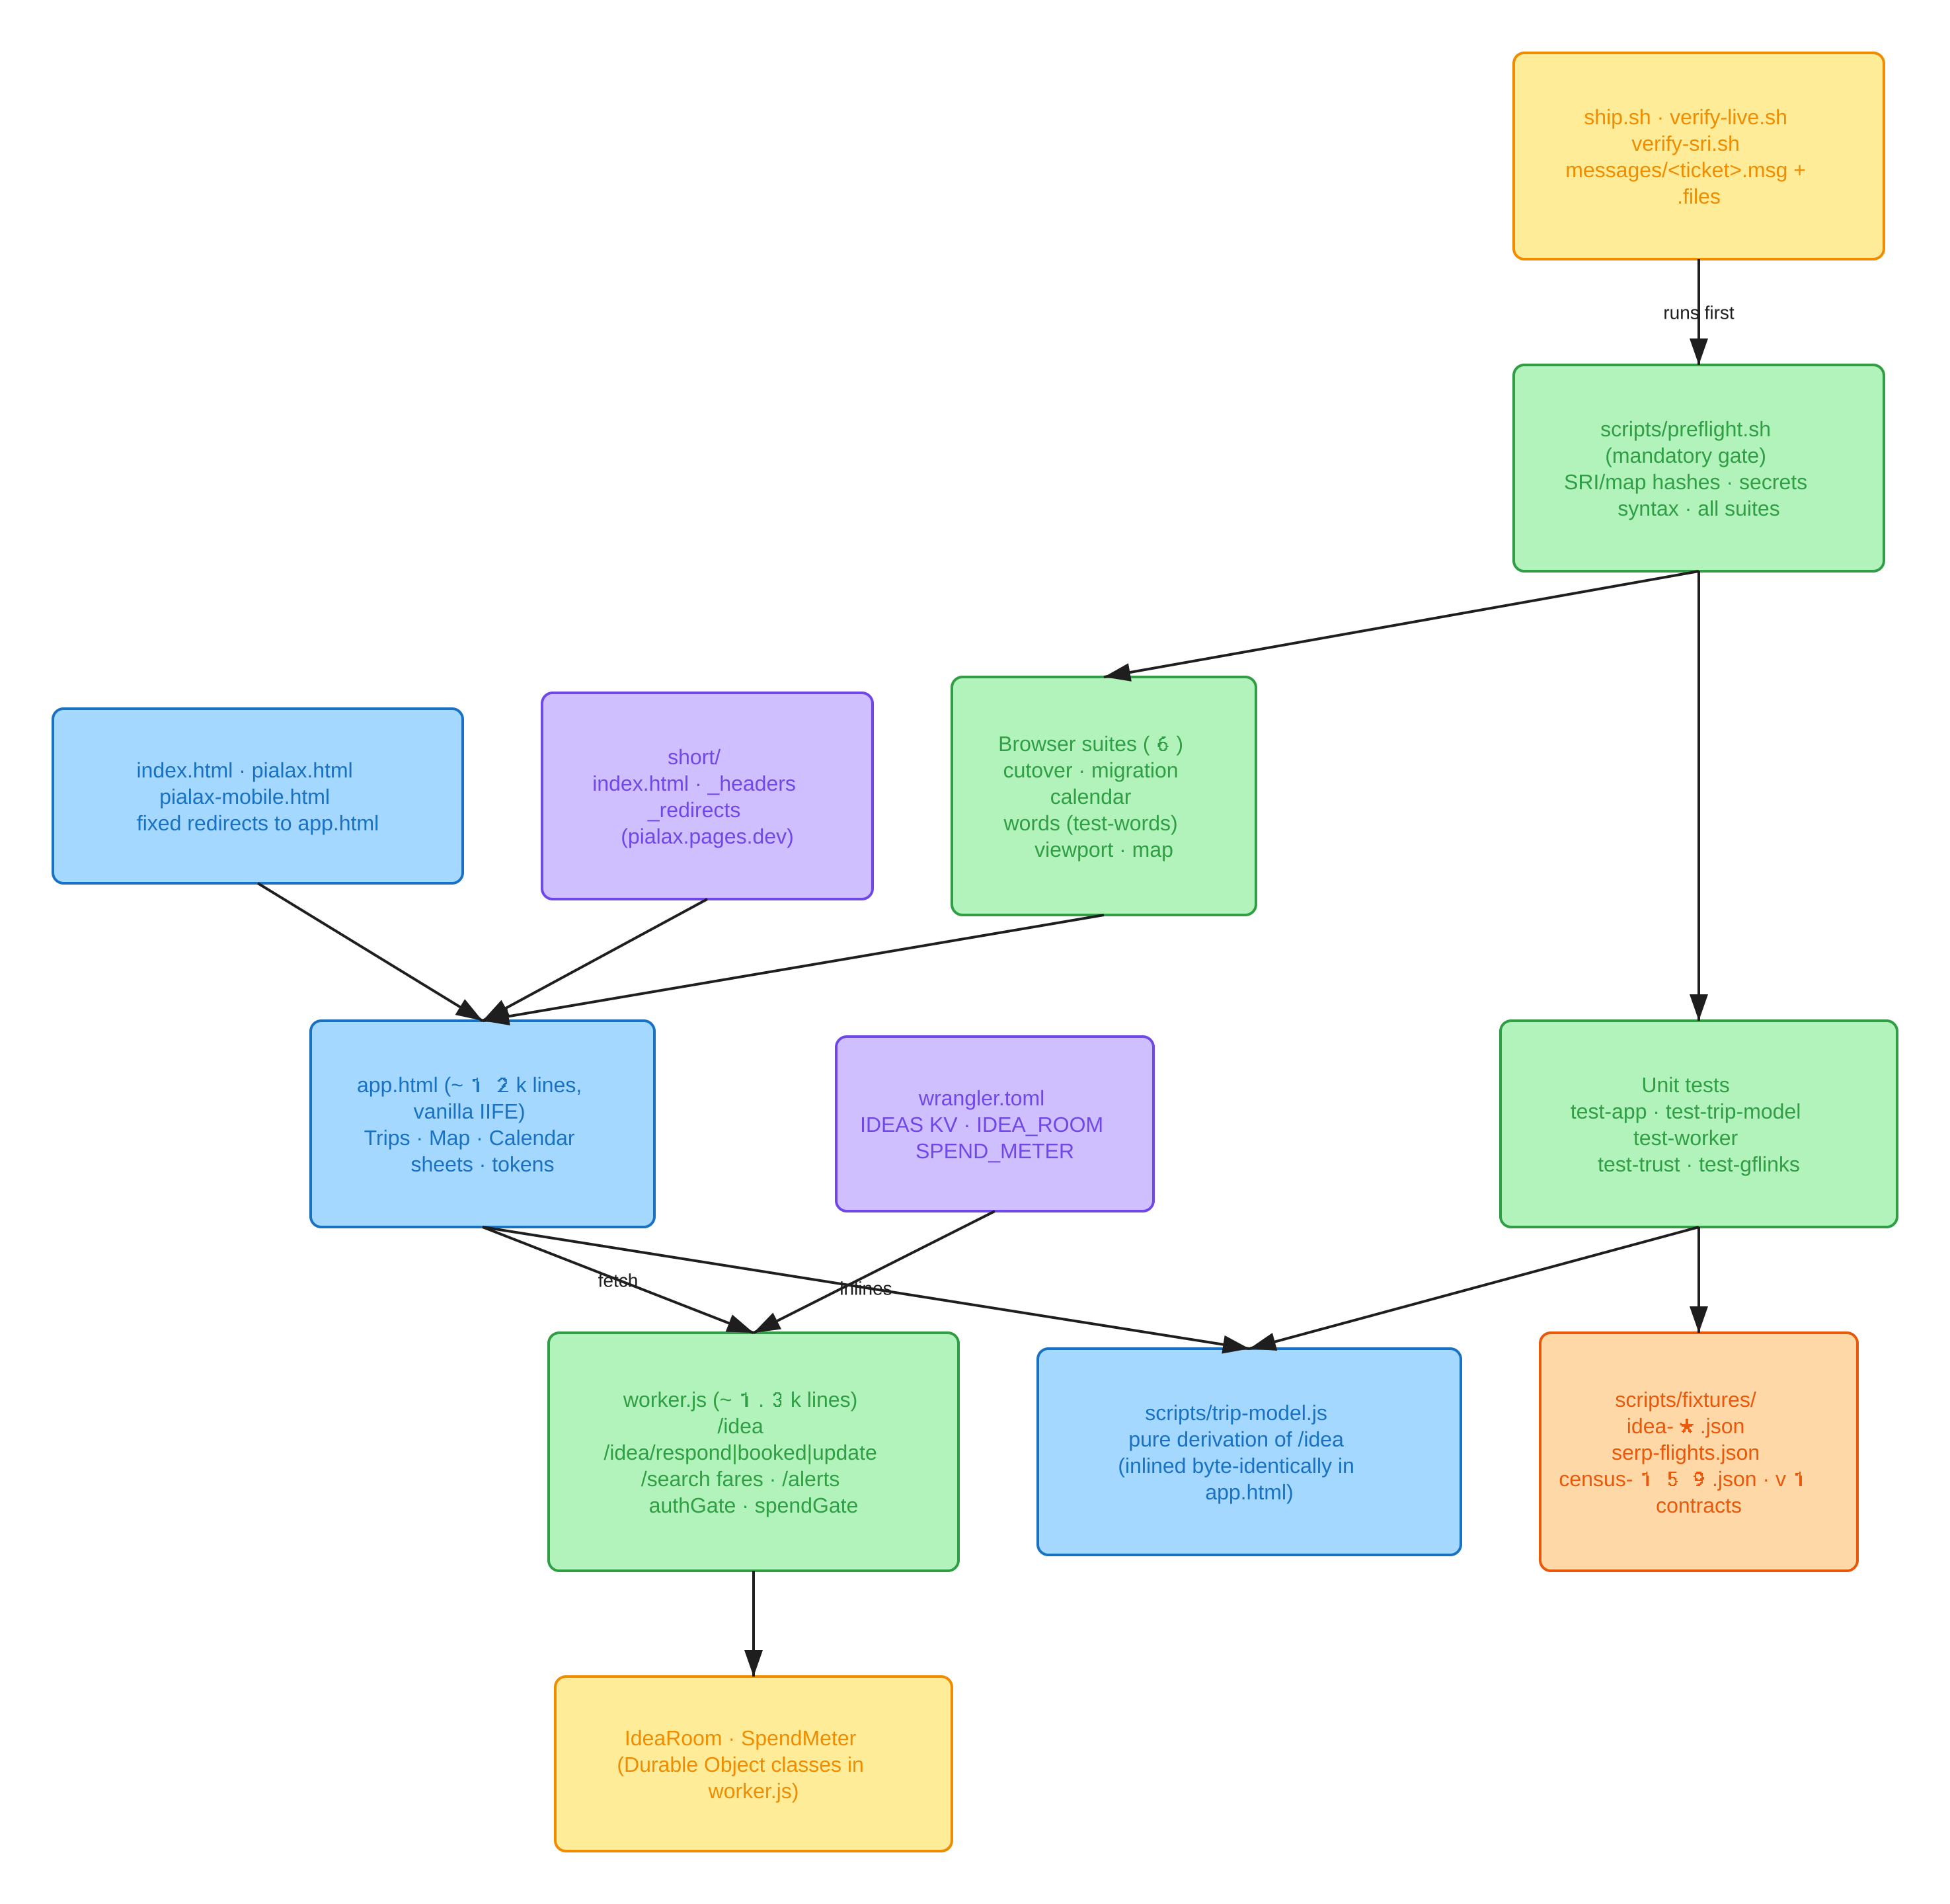 ship.sh · verify-live.sh
verify-sri.sh
messages/<ticket>.msg +
.files
runs first
scripts/preflight.sh
(mandatory gate)
SRI/map hashes · secrets
syntax · all suites
index.html · pialax.html
pialax-mobile.html
fixed redirects to app.html
short/
index.html · _headers
_redirects
(pialax.pages.dev)
Browser suites ( 6 )
cutover · migration
calendar
words (test-words)
viewport · map
app.html (~ 1 2 k lines,
vanilla IIFE)
Trips · Map · Calendar
sheets · tokens
wrangler.toml
IDEAS KV · IDEA_ROOM
SPEND_METER
Unit tests
test-app · test-trip-model
test-worker
test-trust · test-gflinks
fetch
inlines
worker.js (~ 1 . 3 k lines)
/idea
/idea/respond|booked|update
/search fares · /alerts
authGate · spendGate
scripts/trip-model.js
pure derivation of /idea
(inlined byte-identically in
app.html)
scripts/fixtures/
idea- * .json
serp-flights.json
census- 1 5 9 .json · v 1
contracts
IdeaRoom · SpendMeter
(Durable Object classes in
worker.js)